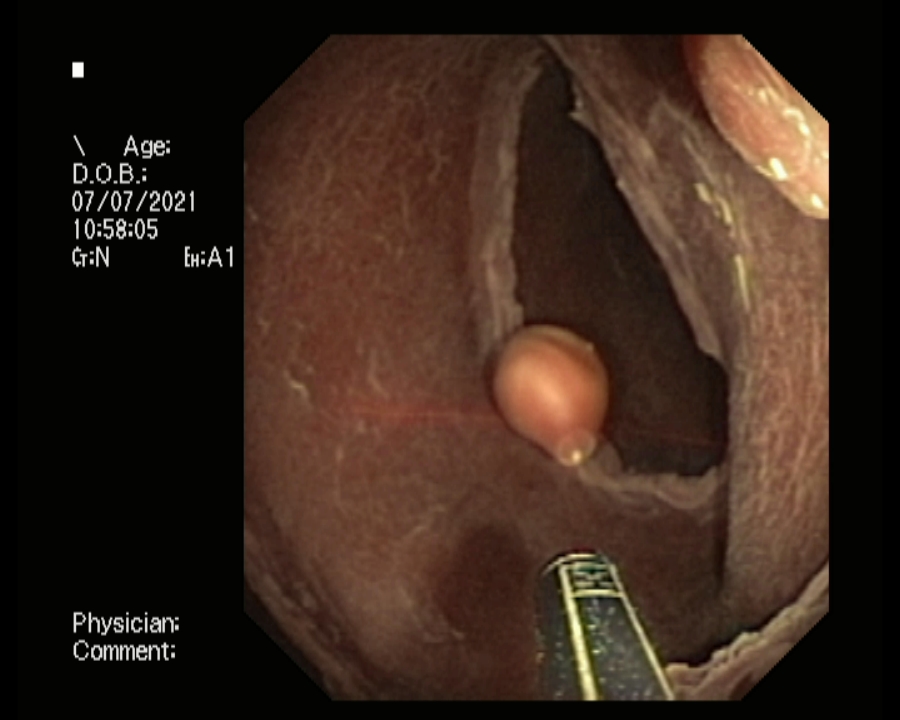 \ Age:
D.O.B.:
07/07/2021
10:58:05
Cr:N EH:A1
Physician:
Comment: